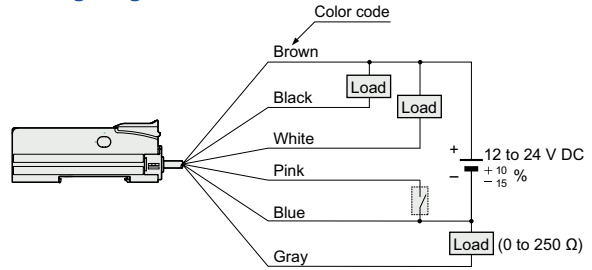 Color code
Brown
Load
Black
Load
White
+ 12 to 24 V DC
– + 10
– 15 %
Pink
Blue
Load (0 to 250 Ω)
Gray